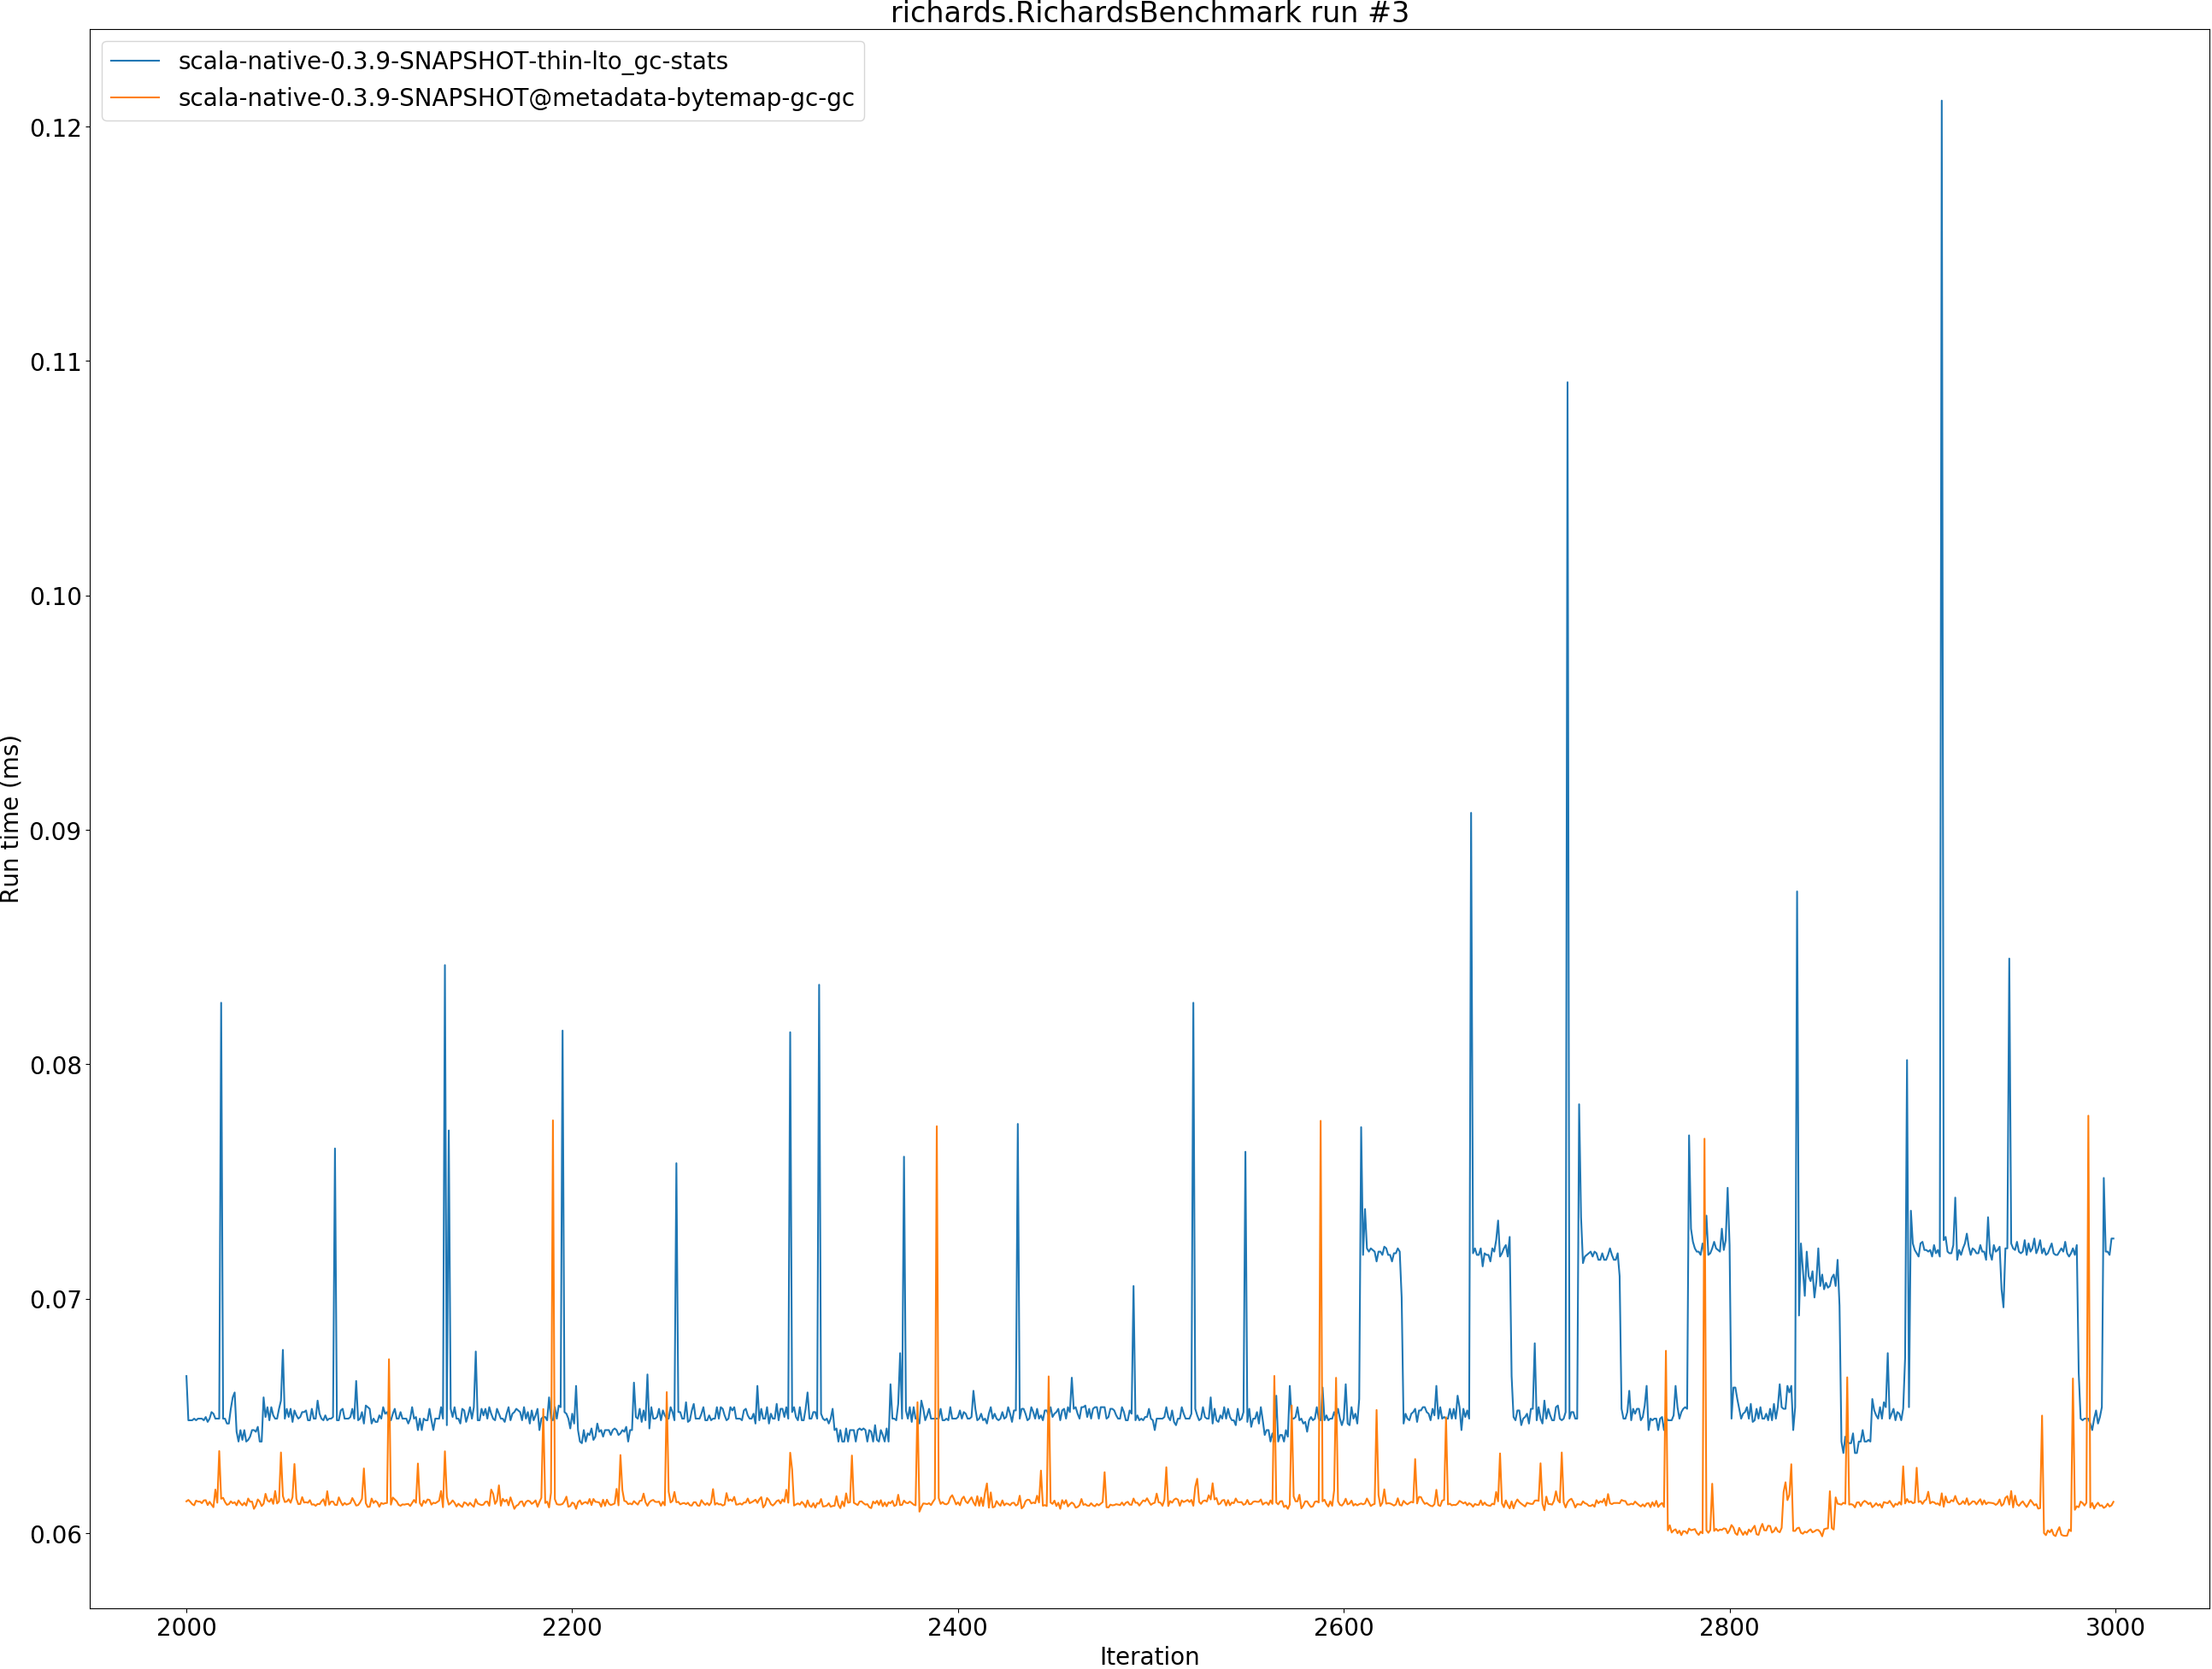 richards.RichardsBenchmark run #3
scala-native-0.3.9-SNAPSHOT-thin-lto_gc-stats
scala-native-0.3.9-SNAPSHOT@metadata-bytemap-gc-gc
0.12
0.11
0.10
0.09
0.08
0.07
0.06
Run time (ms)
2000 2200 2400 2600 2800 3000
Iteration